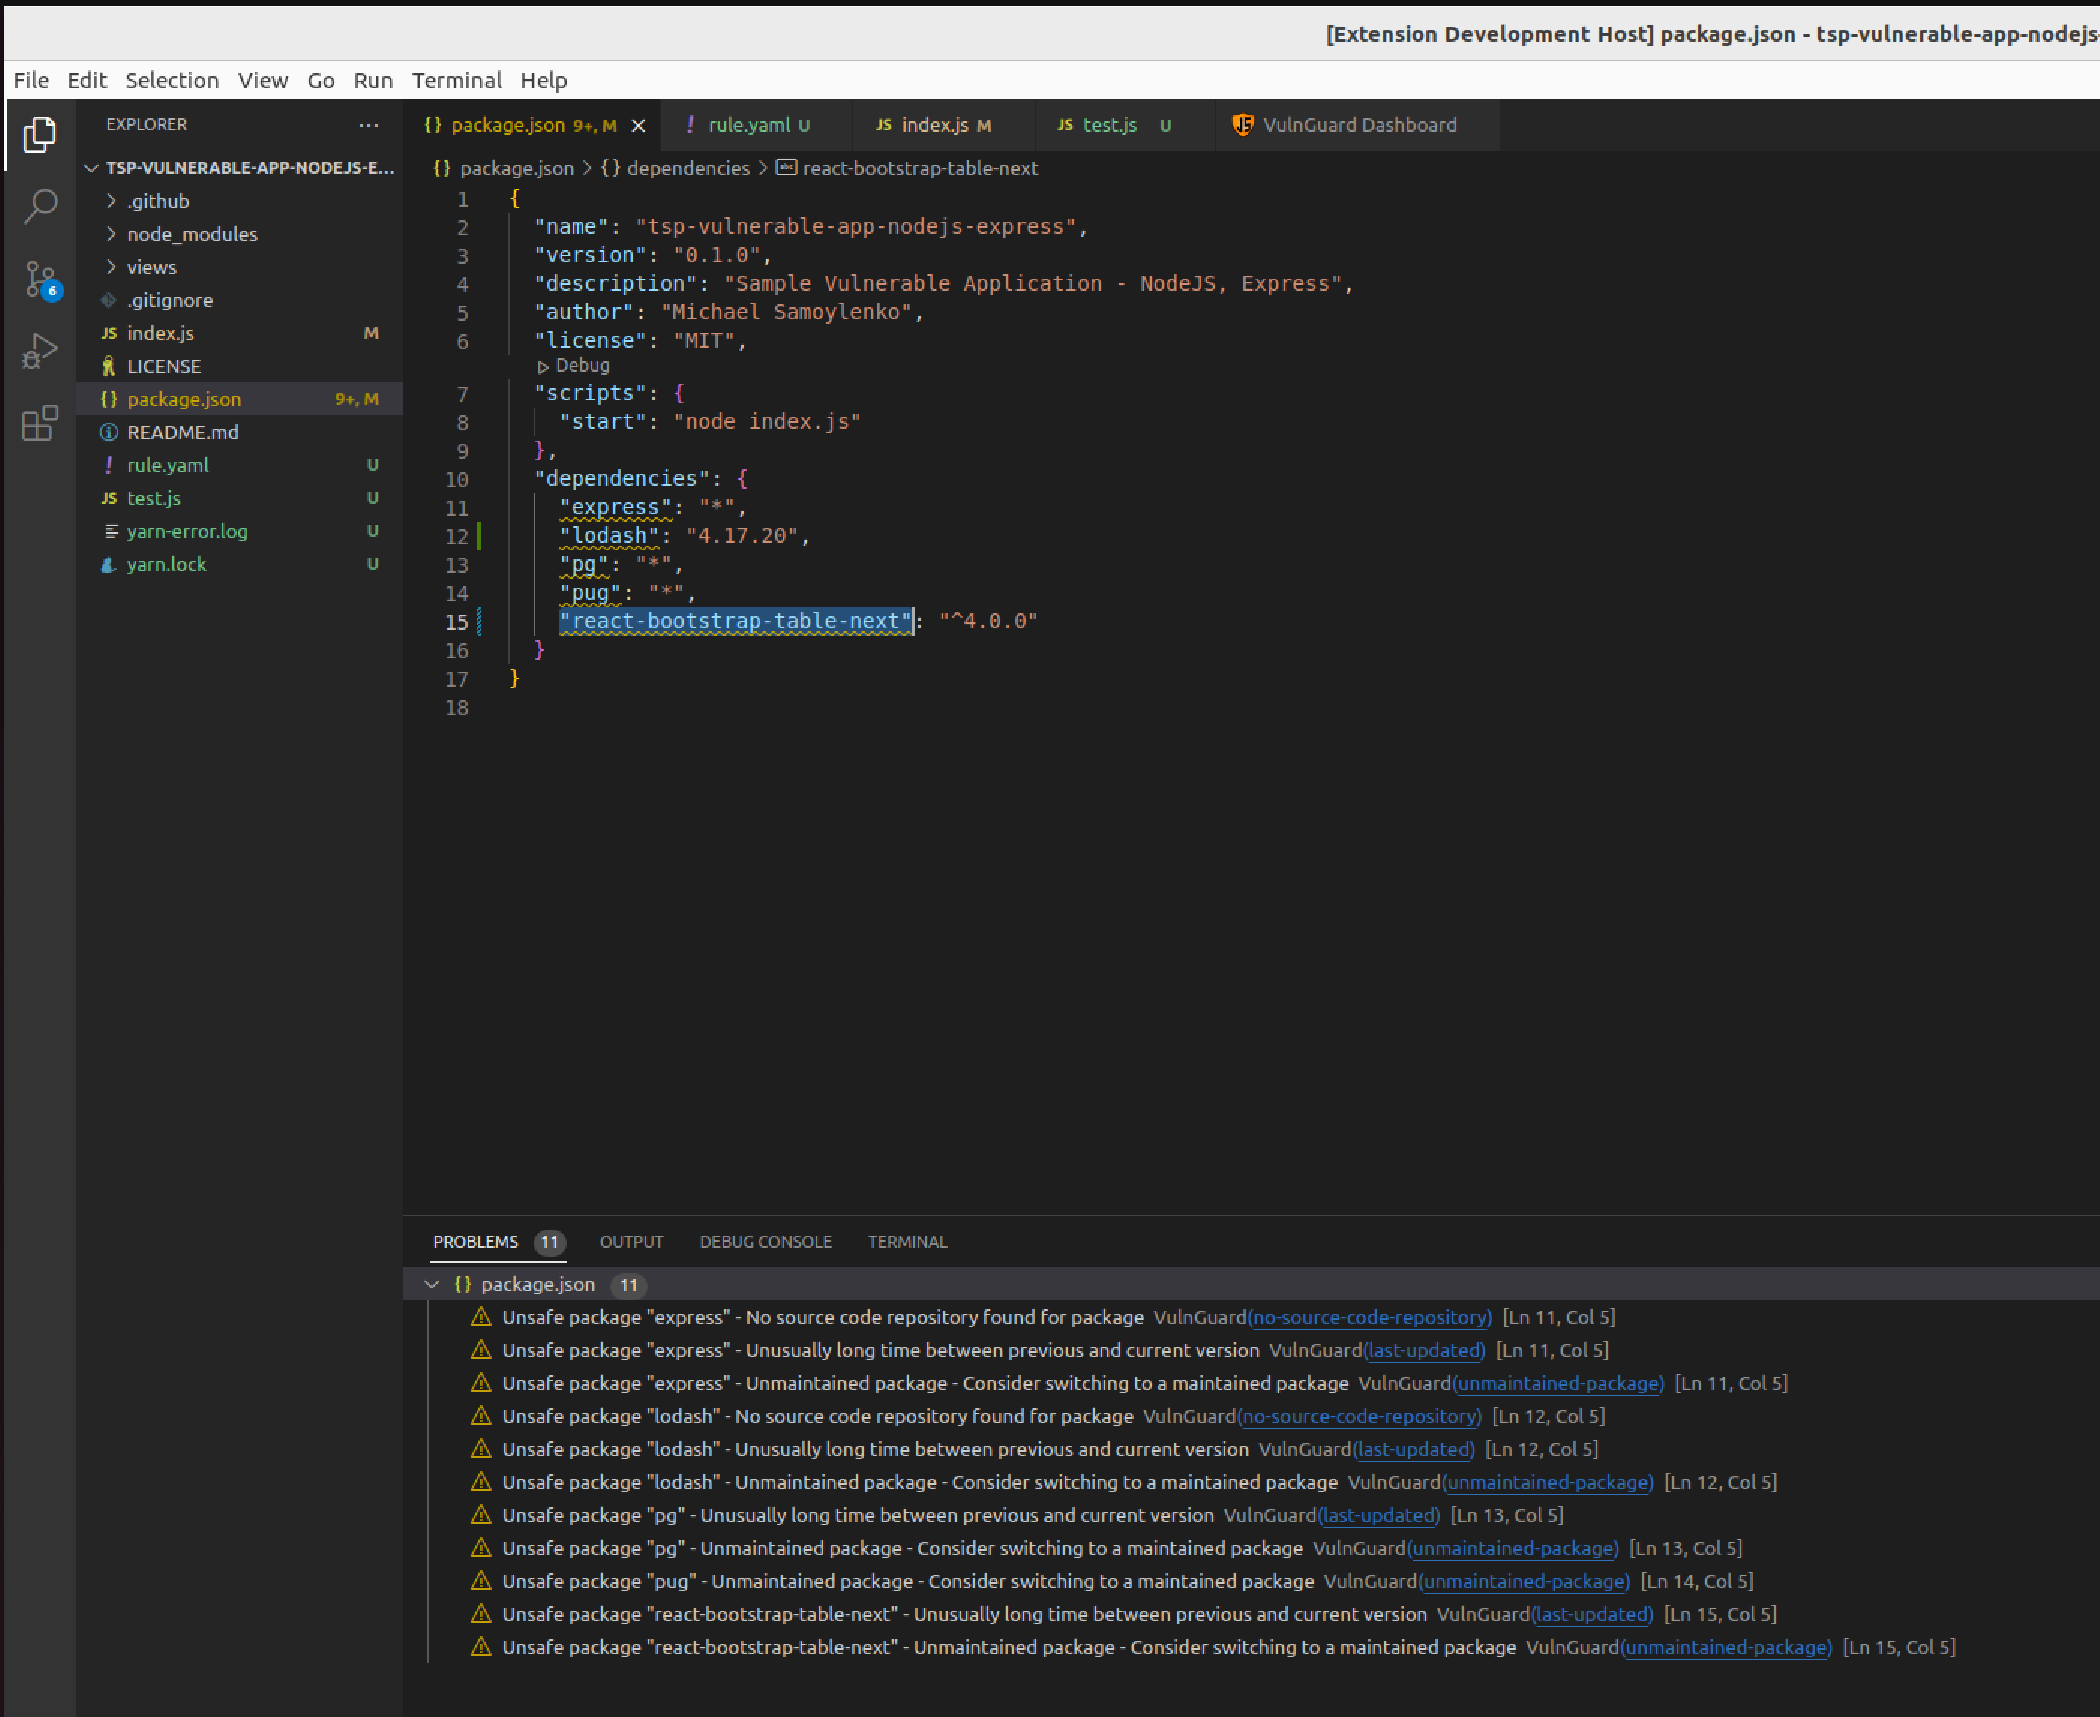 [Extension Development Host] package.json - tsp-vulnerable-app-nodejs-
File Edit Selection View Go Run Terminal Help
EXPLORER ...
TSP-VULNERABLE-APP-NODEJS-E...
.github
node_modules
views
.gitignore
JS index.js M
LICENSE
{} package.json 9+, M
README.md
! rule.yaml U
JS test.js U
yarn-error.log U
yarn.lock U
6
{} package.json 9+, M ! rule.yaml U JS index.js M JS test.js U VulnGuard Dashboard
{} package.json > {} dependencies > abc react-bootstrap-table-next
1 {
2 "name": "tsp-vulnerable-app-nodejs-express",
3 "version": "0.1.0",
4 "description": "Sample Vulnerable Application - NodeJS, Express",
5 "author": "Michael Samoylenko",
6 "license": "MIT",
Debug
7 "scripts": {
8 "start": "node index.js"
9 },
10 "dependencies": {
11 "express": "*",
12 "lodash": "4.17.20",
13 "pg": "*",
14 "pug": "*",
15 "react-bootstrap-table-next": "^4.0.0"
16 }
17 }
18
PROBLEMS 11 OUTPUT DEBUG CONSOLE TERMINAL
{} package.json 11
Unsafe package "express" - No source code repository found for package VulnGuard(no-source-code-repository) [Ln 11, Col 5]
Unsafe package "express" - Unusually long time between previous and current version VulnGuard(last-updated) [Ln 11, Col 5]
Unsafe package "express" - Unmaintained package - Consider switching to a maintained package VulnGuard(unmaintained-package) [Ln 11, Col 5]
Unsafe package "lodash" - No source code repository found for package VulnGuard(no-source-code-repository) [Ln 12, Col 5]
Unsafe package "lodash" - Unusually long time between previous and current version VulnGuard(last-updated) [Ln 12, Col 5]
Unsafe package "lodash" - Unmaintained package - Consider switching to a maintained package VulnGuard(unmaintained-package) [Ln 12, Col 5]
Unsafe package "pg" - Unusually long time between previous and current version VulnGuard(last-updated) [Ln 13, Col 5]
Unsafe package "pg" - Unmaintained package - Consider switching to a maintained package VulnGuard(unmaintained-package) [Ln 13, Col 5]
Unsafe package "pug" - Unmaintained package - Consider switching to a maintained package VulnGuard(unmaintained-package) [Ln 14, Col 5]
Unsafe package "react-bootstrap-table-next" - Unusually long time between previous and current version VulnGuard(last-updated) [Ln 15, Col 5]
Unsafe package "react-bootstrap-table-next" - Unmaintained package - Consider switching to a maintained package VulnGuard(unmaintained-package) [Ln 15, Col 5]